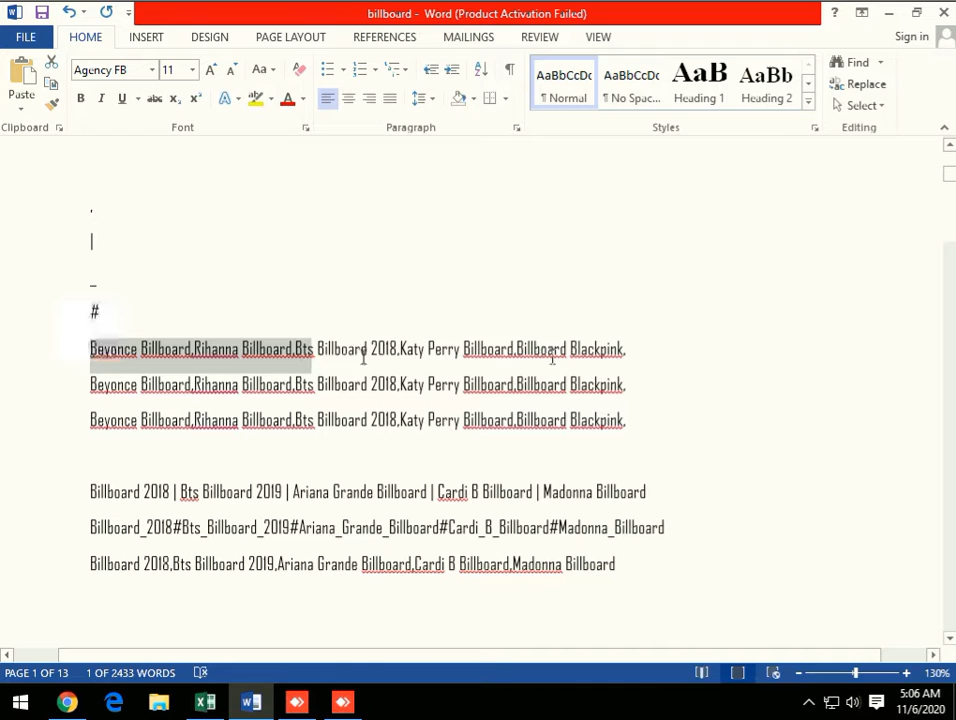 billboard - Word (Product Activation Failed)
?
FILE HOME INSERT DESIGN PAGE LAYOUT REFERENCES MAILINGS REVIEW VIEW Sign in
Paste
Agency FB 11 Aa
B I U abc x₂ x² A A
AaBbCcDc AaBbCcDc AaB AaBb
¶ Normal ¶ No Spac... Heading 1 Heading 2
Find
Replace
Select
Clipboard Font Paragraph Styles Editing
,
|
_
#
Beyonce Billboard,Rihanna Billboard,Bts Billboard 2018,Katy Perry Billboard,Billboard Blackpink,
Beyonce Billboard,Rihanna Billboard,Bts Billboard 2018,Katy Perry Billboard,Billboard Blackpink,
Beyonce Billboard,Rihanna Billboard,Bts Billboard 2018,Katy Perry Billboard,Billboard Blackpink,
Billboard 2018 | Bts Billboard 2019 | Ariana Grande Billboard | Cardi B Billboard | Madonna Billboard
Billboard_2018#Bts_Billboard_2019#Ariana_Grande_Billboard#Cardi_B_Billboard#Madonna_Billboard
Billboard 2018,Bts Billboard 2019,Ariana Grande Billboard,Cardi B Billboard,Madonna Billboard
PAGE 1 OF 13 1 OF 2433 WORDS 130%
5:06 AM
11/6/2020